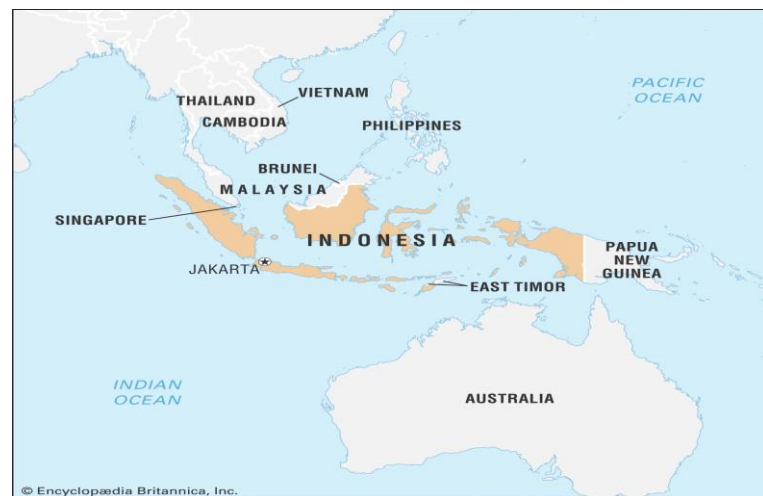 PACIFIC
OCEAN
THAILAND
VIETNAM
CAMBODIA
PHILIPPINES
BRUNEI
MALAYSIA
SINGAPORE
INDONESIA
PAPUA
NEW
GUINEA
JAKARTA
EAST TIMOR
INDIAN
OCEAN
AUSTRALIA
© Encyclopædia Britannica, Inc.